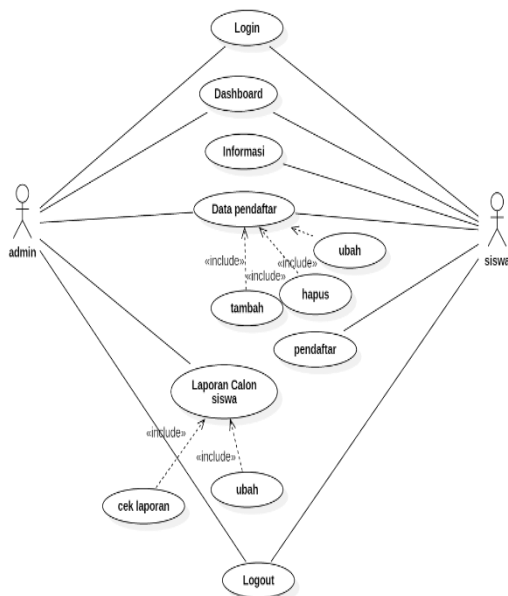 Login
Dashboard
Informasi
Data pendaftar
admin
siswa
ubah
«include»
«include»
«include»
hapus
tambah
pendaftar
Laporan Calon
siswa
«include»
«include»
ubah
cek laporan
Logout